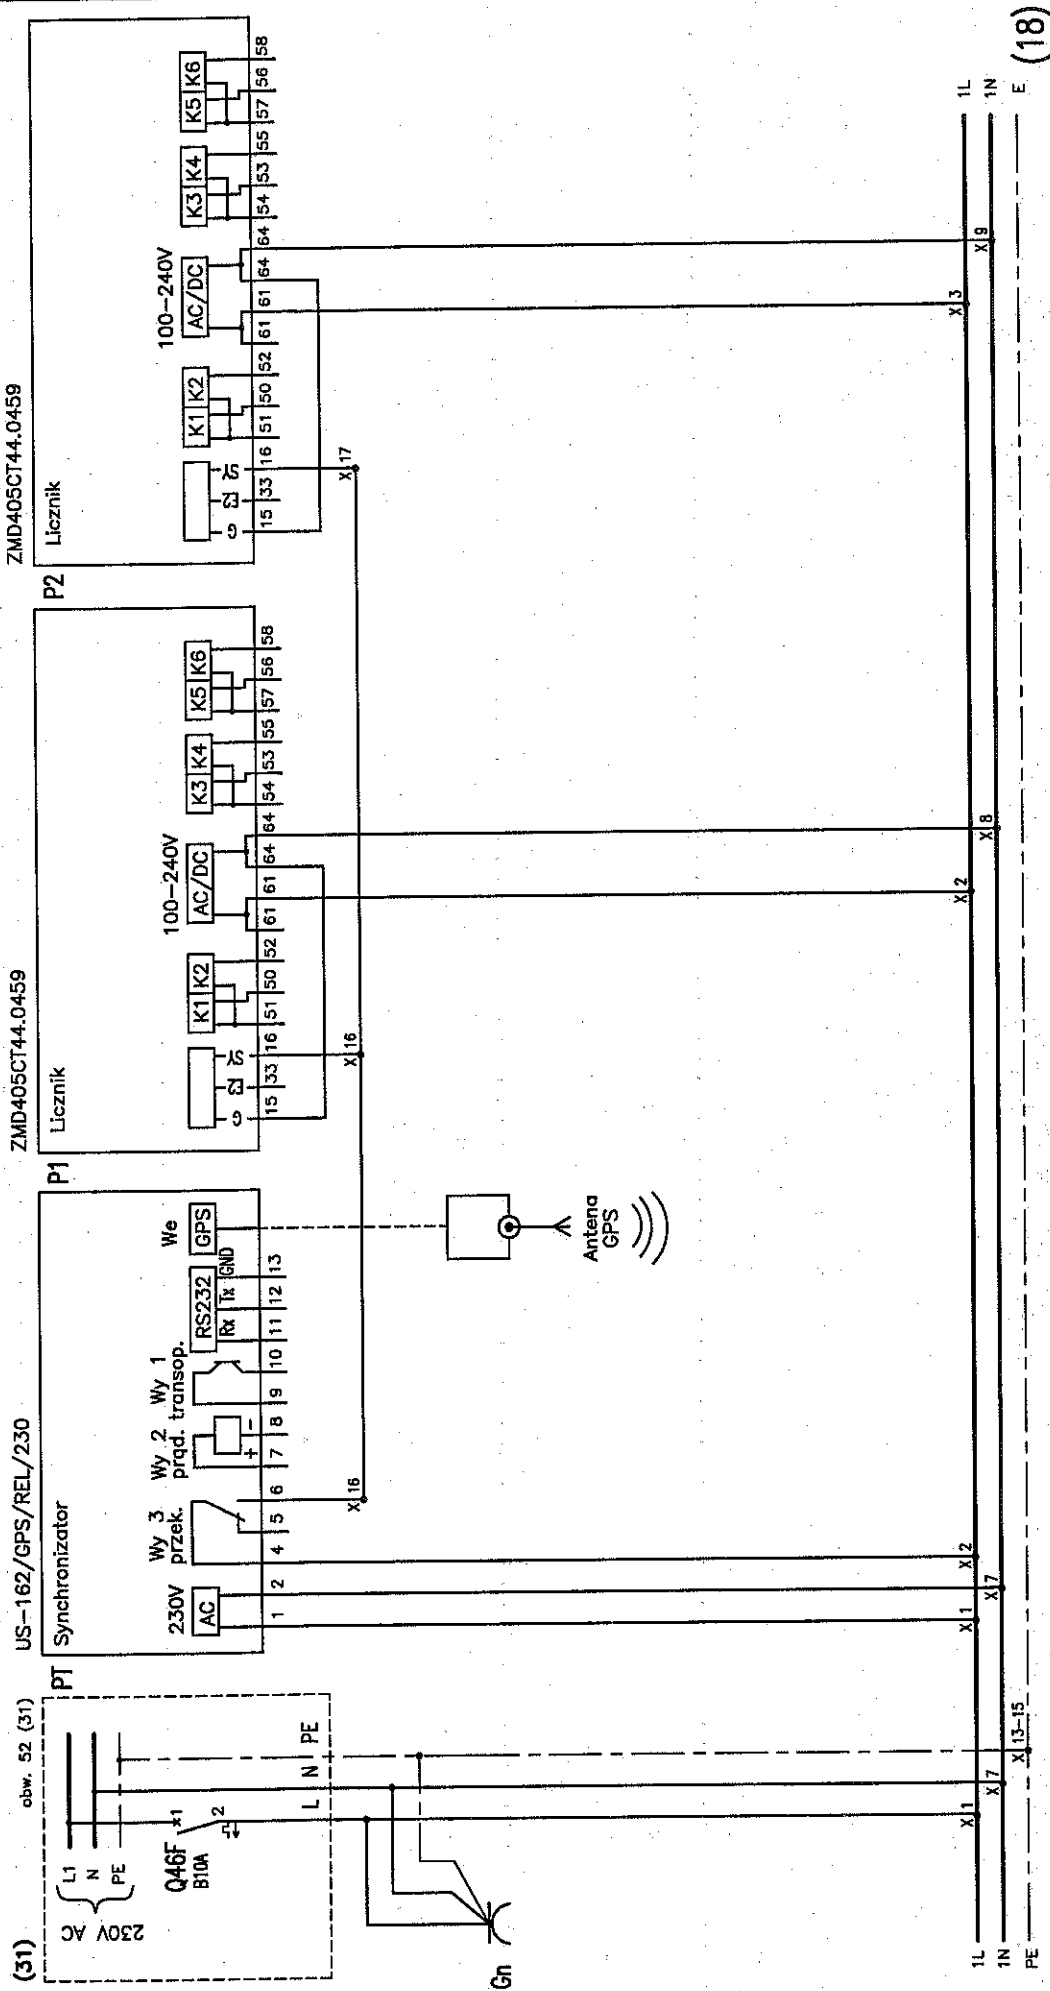 (31)
obw. 52 (31)
230V AC
L1
N
PE
Q46F
B10A
x1
2
L N PE
Gn
PT
US-162/GPS/REL/230
Synchronizator
230V
AC
Wy 3
przek.
Wy 2
prąd.
Wy 1
transop.
+ -
RS232
Rx Tx GND
We
GPS
1 2 4 5 6 7 8 9 10 11 12 13
Antena
GPS
P1
ZMD405CT44.0459
Licznik
G E2 SY
K1 K2
100-240V
AC/DC
K3 K4
K5 K6
15 33 16 51 50 52 61 61 64 64 54 53 55 57 56 58
P2
ZMD405CT44.0459
Licznik
G E2 SY
K1 K2
100-240V
AC/DC
K3 K4
K5 K6
15 33 16 51 50 52 61 61 64 64 54 53 55 57 56 58
X 16
X 16
X 17
X 1
X 7
X 13-15
X 1
X 7
X 2
X 2
X 8
X 3
X 9
1L
1N
PE
1L
1N
E
(18)